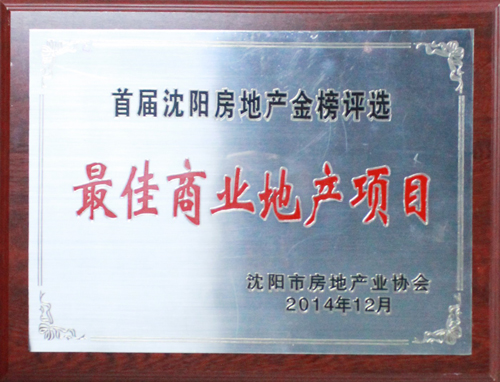 首届沈阳房地产金榜评选
最佳商业地产项目
沈阳市房地产业协会
2014年12月